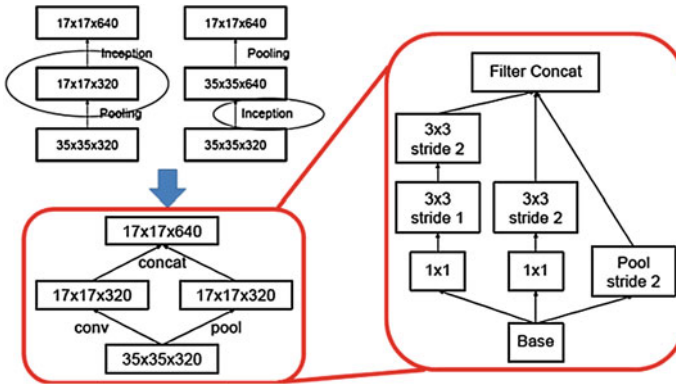 17x17x640
Inception
17x17x320
Pooling
35x35x320
17x17x640
Pooling
35x35x640
Inception
35x35x320
17x17x640
concat
17x17x320
17x17x320
conv
pool
35x35x320
Filter Concat
3x3
stride 2
3x3
stride 1
3x3
stride 2
1x1
1x1
Pool
stride 2
Base